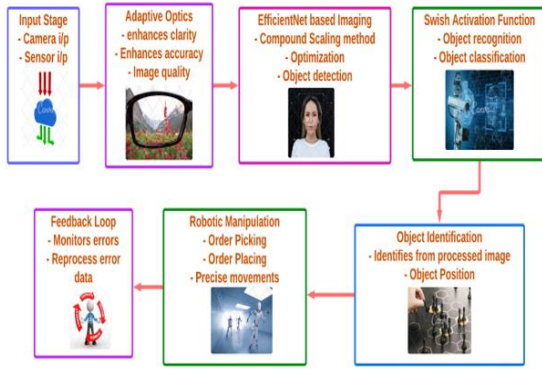 Input Stage
- Camera i/p
- Sensor i/p
Adaptive Optics
- enhances clarity
- Enhances accuracy
- Image quality
EfficientNet based Imaging
- Compound Scaling method
- Optimization
- Object detection
Swish Activation Function
- Object recognition
- Object classification
Object Identification
- Identifies from processed image
- Object Position
Robotic Manipulation
- Order Picking
- Order Placing
- Precise movements
Feedback Loop
- Monitors errors
- Reprocess error
data